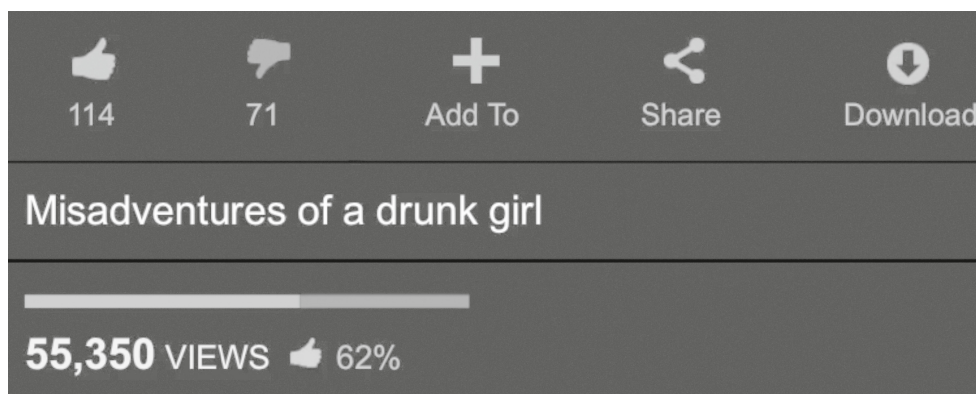 114 71 Add To Share Download
Misadventures of a drunk girl
55,350 VIEWS 62%